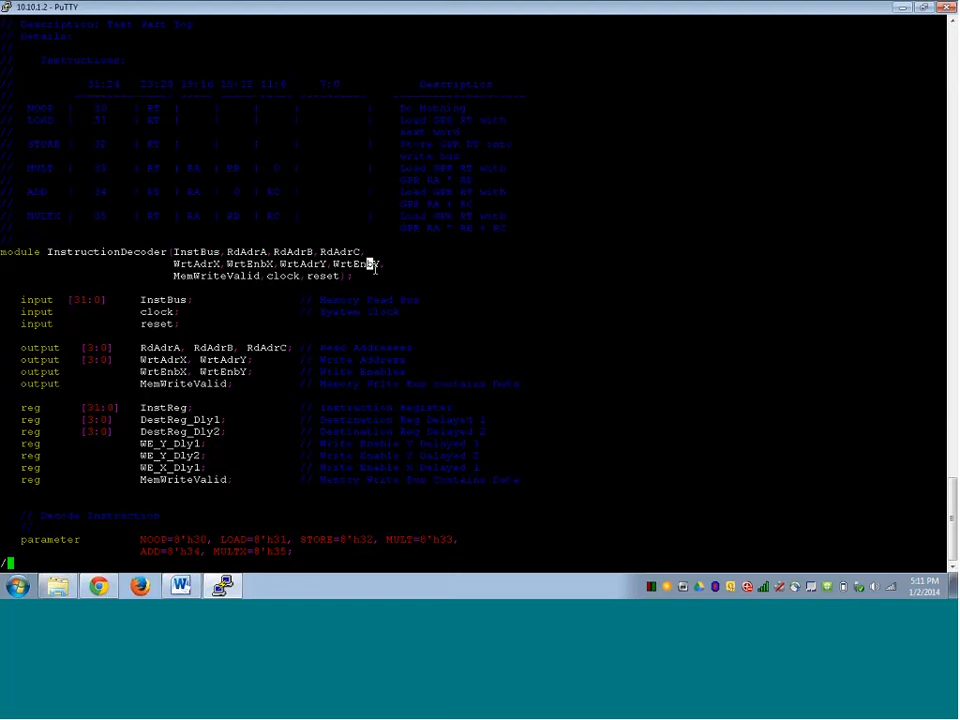 10.10.1.2 - PuTTY
// Description: Test Part Top
// Details:
//
// Instructions:
//
// 31:24 23:20 19:16 15:12 11:8 7:0 Description
//
// NOOP | 30 | RT | | | | Do Nothing
// LOAD | 31 | RT | | | | Load GPR RT with
// next word
// STORE | 32 | RT | | | | Store GPR RT onto
// write bus
// MULT | 33 | RT | RA | RB | 0 | | Load GPR RT with
// GPR RA * RB
// ADD | 34 | RT | RA | 0 | RC | | Load GPR RT with
// GPR RA + RC
// MULTX | 35 | RT | RA | RB | RC | | Load GPR RT with
// GPR RA * RB + RC
//
module InstructionDecoder(InstBus,RdAdrA,RdAdrB,RdAdrC,
WrtAdrX,WrtEnbX,WrtAdrY,WrtEnbY,
MemWriteValid,clock,reset);
input [31:0] InstBus; // Memory Read Bus
input clock; // System Clock
input reset;
output [3:0] RdAdrA, RdAdrB, RdAdrC; // Read Addresses
output [3:0] WrtAdrX, WrtAdrY; // Write Address
output WrtEnbX, WrtEnbY; // Write Enables
output MemWriteValid; // Memory Write Bus Contains Data
reg [31:0] InstReg; // Instruction Register
reg [3:0] DestReg_Dly1; // Destination Reg Delayed 1
reg [3:0] DestReg_Dly2; // Destination Reg Delayed 2
reg WE_Y_Dly1; // Write Enable Y Delayed 1
reg WE_Y_Dly2; // Write Enable Y Delayed 2
reg WE_X_Dly1; // Write Enable X Delayed 1
reg MemWriteValid; // Memory Write Bus Contains Data
// Decode Instruction
//
parameter NOOP=8'h30, LOAD=8'h31, STORE=8'h32, MULT=8'h33,
ADD=8'h34, MULTX=8'h35;
/
5:11 PM
1/2/2014